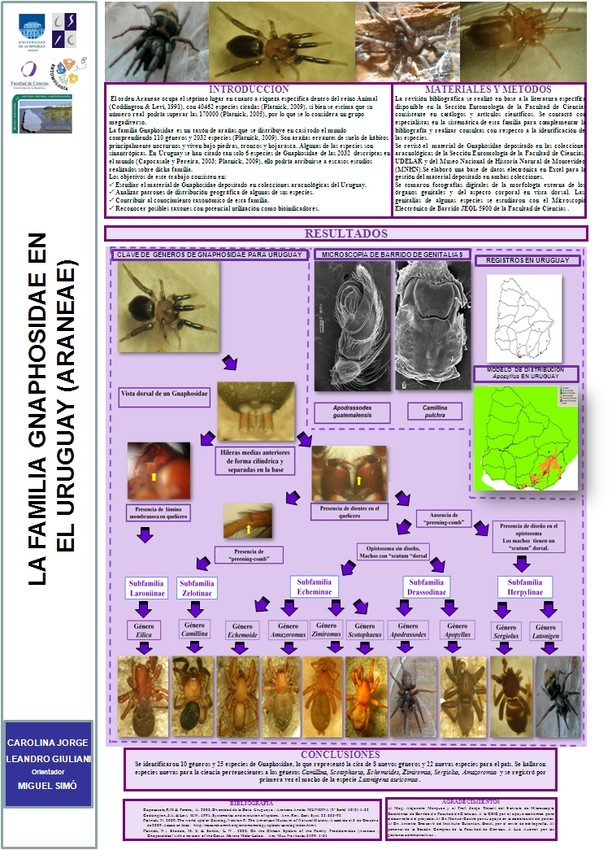 LA FAMILIA GNAPHOSIDAE EN
EL URUGUAY (ARANEAE)
CAROLINA JORGE
LEANDRO GIULIANI
Orientador
MIGUEL SIMÓ
INTRODUCCIÓN
El orden Araneae ocupa el séptimo lugar en cuanto a riqueza específica dentro del reino Animal
(Coddington & Levi, 1991), con 40462 especies citadas (Platnick, 2009), si bien se estima que su
número real podría superar las 170000 (Platnick, 2005), por lo que se lo considera un grupo
megadiverso.
La familia Gnaphosidae es un taxón de arañas que se distribuye en casi todo el mundo
comprendiendo 110 géneros y 2032 especies (Platnick, 2009). Son arañas errantes de suelo de hábitos
principalmente nocturnos y viven bajo piedras, troncos y hojarasca. Algunas de las especies son
sinantrópicas. En Uruguay se han citado tan sólo 6 especies de Gnaphosidae de las 2032 descriptas en
el mundo (Capocasale y Pereira, 2003; Platnick, 2009), ello podría atribuirse a escasos estudios
realizados sobre dicha familia.
Los objetivos de este trabajo consisten en:
✓ Estudiar el material de Gnaphosidae depositado en colecciones aracnológicas del Uruguay.
✓ Analizar patrones de distribución geográfica de algunas de sus especies.
✓ Contribuir al conocimiento taxonómico de esta familia.
✓ Reconocer posibles taxones con potencial utilización como bioindicadores.
MATERIALES Y METODOS
La revisión bibliográfica se realizó en base a la literatura específica
disponible en la Sección Entomología de la Facultad de Ciencias,
consistente en catálogos y artículos científicos. Se contactó con
especialistas en la sistemática de esta familia para complementar la
bibliografía y realizar consultas con respecto a la identificación de
las especies.
Se revisó el material de Gnaphosidae depositado en las colecciones
aracnológicas de la Sección Entomología de la Facultad de Ciencias,
UDELAR y del Museo Nacional de Historia Natural de Montevideo
(MNHN).Se elaboró una base de datos electrónica en Excel para la
gestión del material depositado en ambas colecciones.
Se tomaron fotografías digitales de la morfología externa de los
órganos genitales y del aspecto corporal en vista dorsal. Las
genitalias de algunas especies se estudiaron con el Microscopio
Electrónico de Barrido JEOL 5900 de la Facultad de Ciencias.
RESULTADOS
CLAVE DE GÉNEROS DE GNAPHOSIDAE PARA URUGUAY
MICROSCOPIA DE BARRIDO DE GENITALIAS
REGISTROS EN URUGUAY
MODELO DE DISTRIBUCIÓN
Apopyllus EN URUGUAY
Apodrassodes
guatemalensis
Camillina
pulchra
Vista dorsal de un Gnaphosidae
Hileras medias anteriores
de forma cilíndrica y
separadas en la base
Presencia de lámina
membranosa en quelícero
Presencia de dientes en el
quelícero
Presencia de
"preening-comb"
Ausencia de
"preening-comb"
Opistosoma sin diseño,
Machos con "scutum "dorsal
Presencia de diseño en el
opistosoma
Los machos tienen un
"scutum" dorsal.
Subfamilia
Laroniinae
Subfamilia
Zelotinae
Subfamilia
Echeminae
Subfamilia
Drassodinae
Subfamilia
Herpylinae
Género
Eilica
Género
Camillina
Género
Echemoide
Género
Amazoromus
Género
Zimiromus
Género
Scotophaeus
Género
Apodrassodes
Género
Apopyllus
Género
Sergiolus
Género
Latonigen
CONCLUSIONES
Se identificaron 10 géneros y 25 especies de Gnaphosidae, lo que representa la cita de 8 nuevos géneros y 22 nuevas especies para el país. Se hallaron
especies nuevas para la ciencia pertenecientes a los géneros Camillina, Scotophaeus, Echemoides, Zimiromus, Sergiolus, Amazoromus y se registró por
primera vez el macho de la especie Latonigena auricomus.
BIBLIOGRAFÍA
AGRADECIMIENTOS